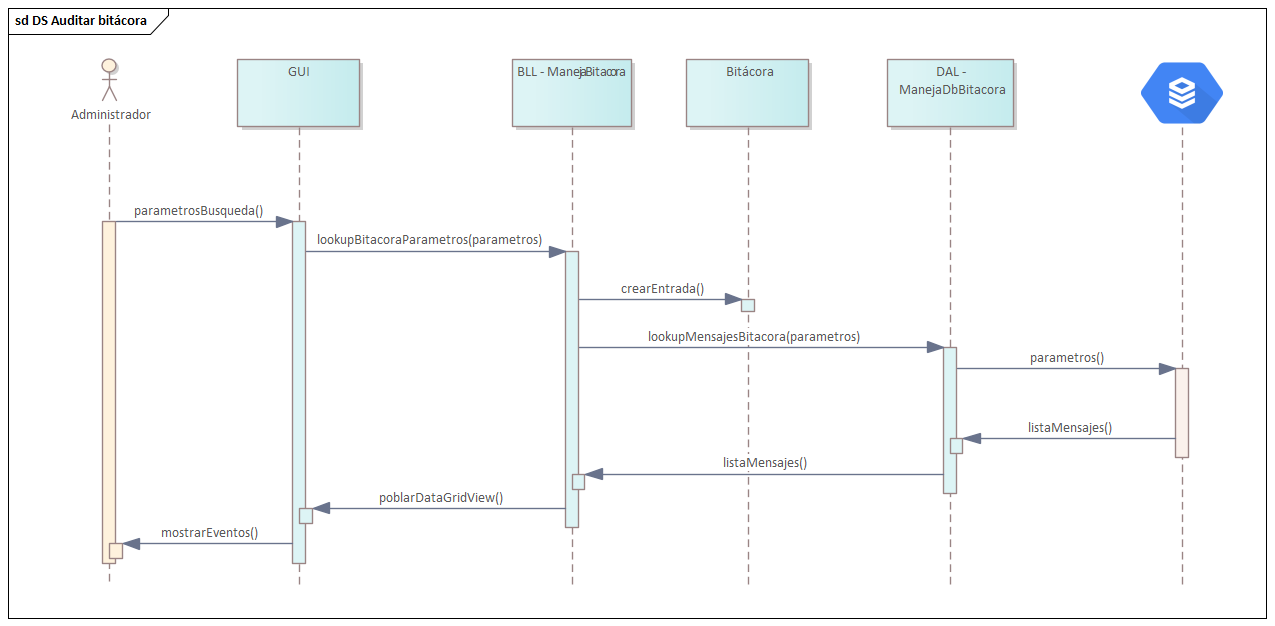 sd DS Auditar bitácora
Administrador
GUI
BLL - ManejaBitacora
Bitácora
DAL -
ManejaDbBitacora
parametrosBusqueda()
lookupBitacoraParametros(parametros)
crearEntrada()
lookupMensajesBitacora(parametros)
parametros()
listaMensajes()
listaMensajes()
poblarDataGridView()
mostrarEventos()